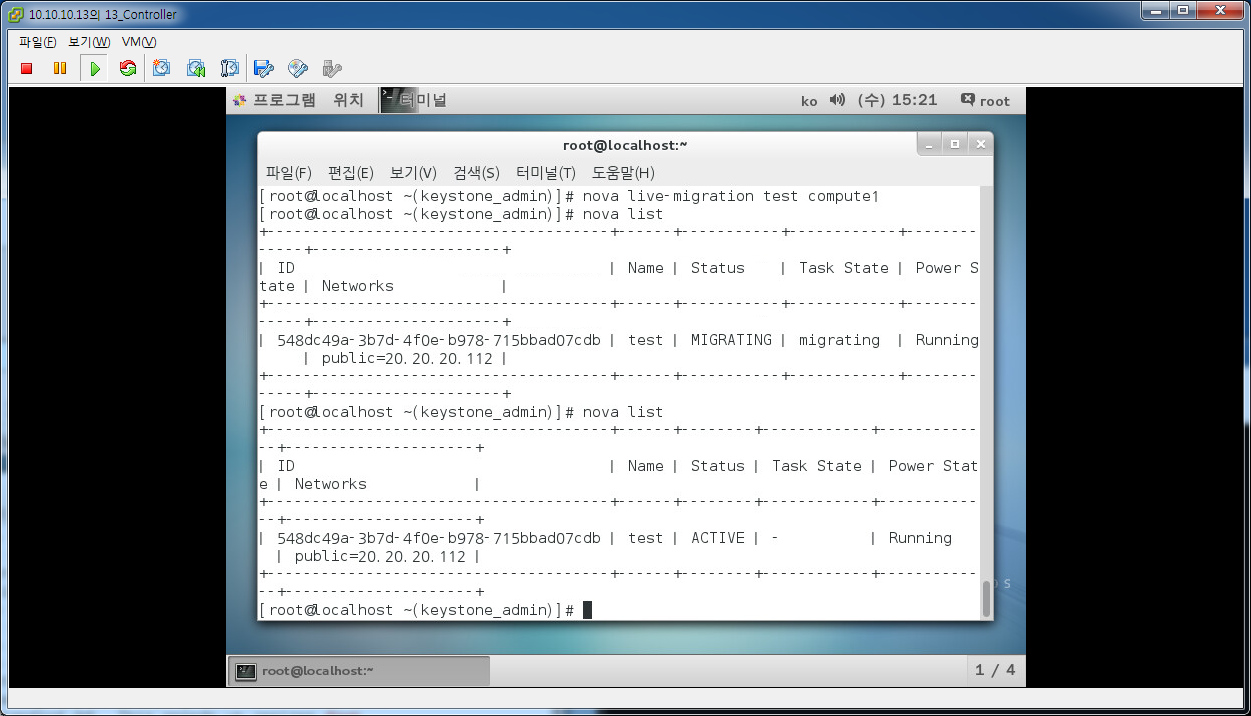 10.10.10.13의 13_Controller
파일(F) 보기(W) VM(V)
프로그램 위치 터미널 ko (수) 15:21 root
root@localhost:~
파일(F) 편집(E) 보기(V) 검색(S) 터미널(T) 도움말(H)
[root@localhost ~(keystone_admin)]# nova live-migration test compute1
[root@localhost ~(keystone_admin)]# nova list
+--------------------------------------+------+-----------+------------+--------
-----+---------------------+
| ID                                   | Name | Status    | Task State | Power S
tate | Networks            |
+--------------------------------------+------+-----------+------------+--------
-----+---------------------+
| 548dc49a-3b7d-4f0e-b978-715bbad07cdb | test | MIGRATING | migrating  | Running
     | public=20.20.20.112 |
+--------------------------------------+------+-----------+------------+--------
-----+---------------------+
[root@localhost ~(keystone_admin)]# nova list
+--------------------------------------+------+--------+------------+-----------
--+---------------------+
| ID                                   | Name | Status | Task State | Power Stat
e | Networks            |
+--------------------------------------+------+--------+------------+-----------
--+---------------------+
| 548dc49a-3b7d-4f0e-b978-715bbad07cdb | test | ACTIVE | -          | Running
  | public=20.20.20.112 |
+--------------------------------------+------+--------+------------+-----------
--+---------------------+
[root@localhost ~(keystone_admin)]#
root@localhost:~ 1 / 4